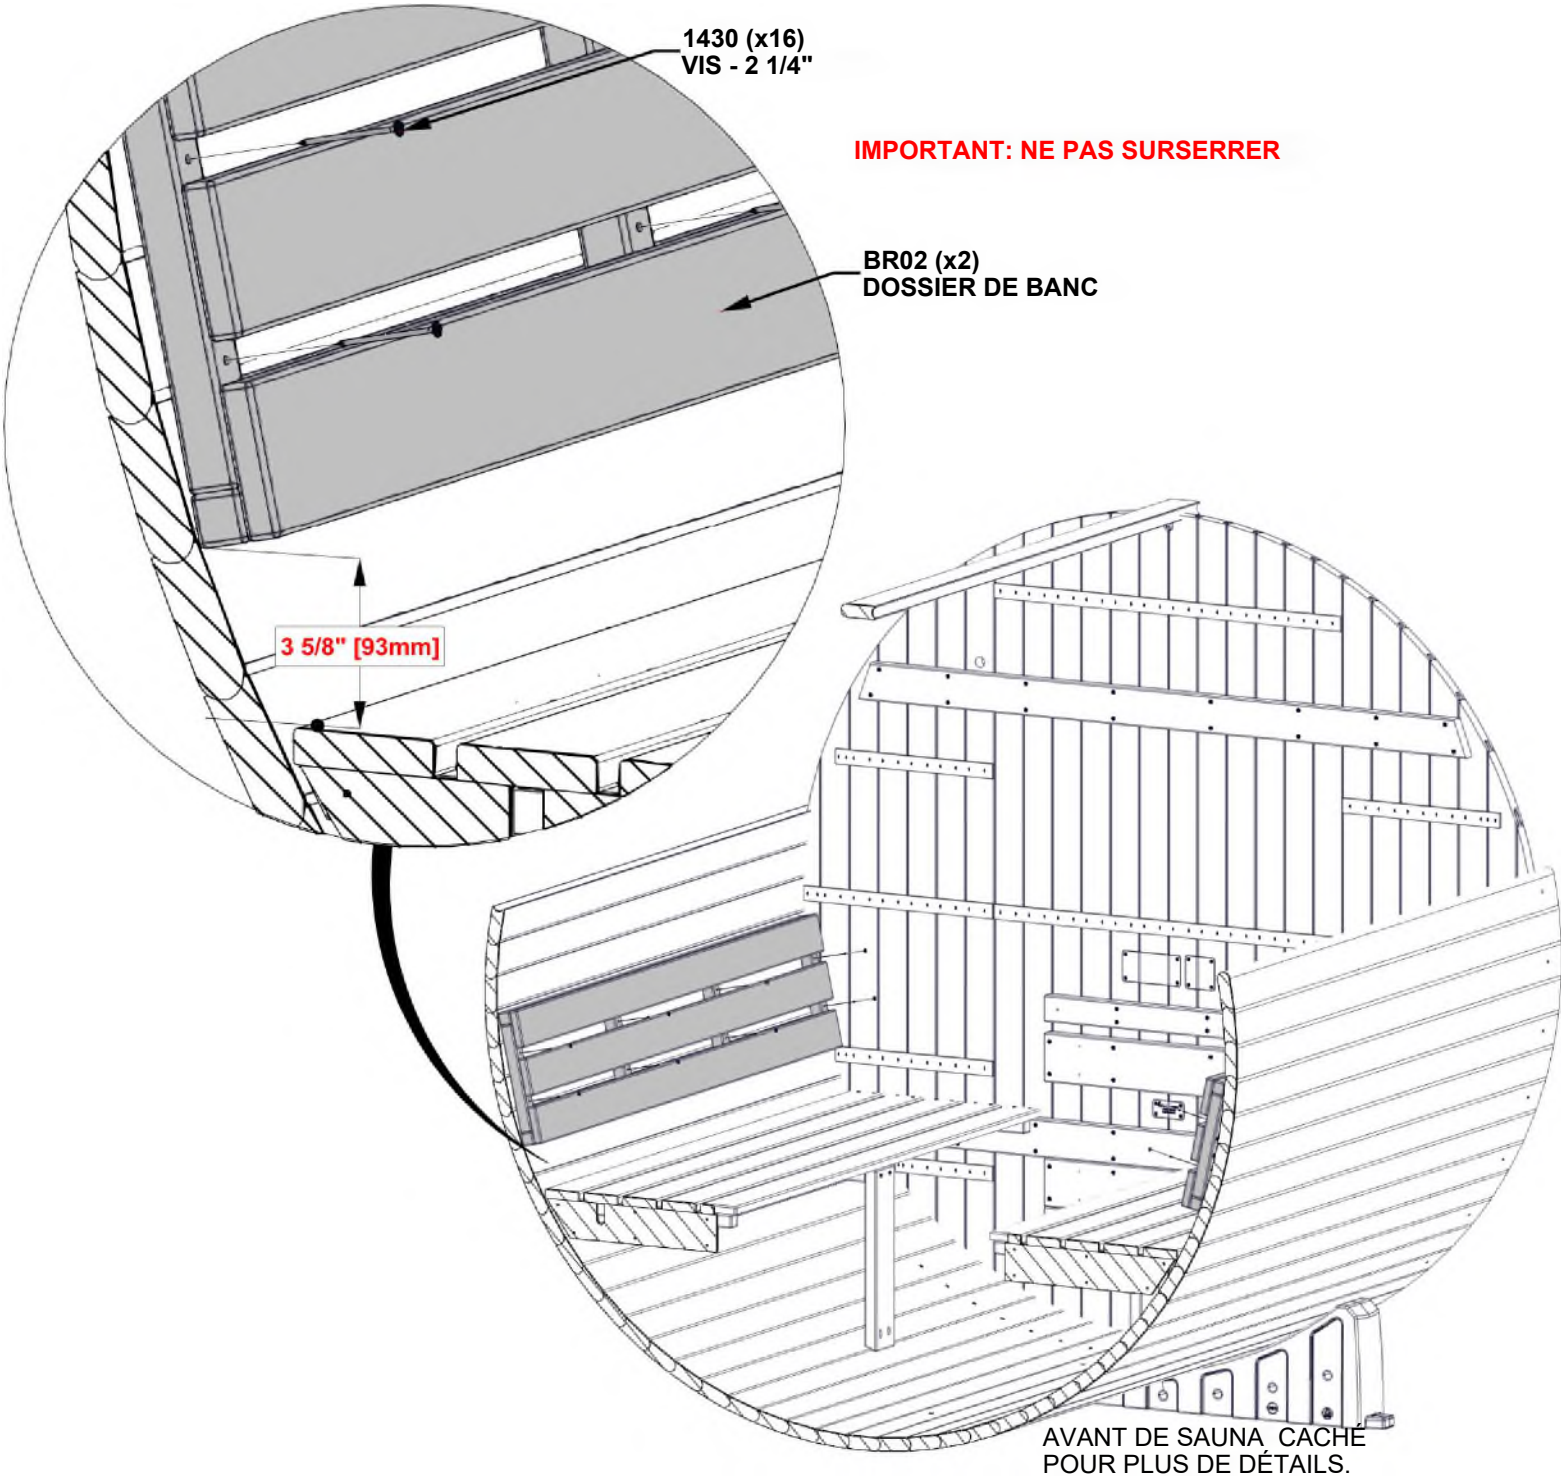 1430 (x16)
VIS - 2 1/4"
IMPORTANT: NE PAS SURSERRER
BR02 (x2)
DOSSIER DE BANC
3 5/8" [93mm]
AVANT DE SAUNA CACHÉ
POUR PLUS DE DÉTAILS.